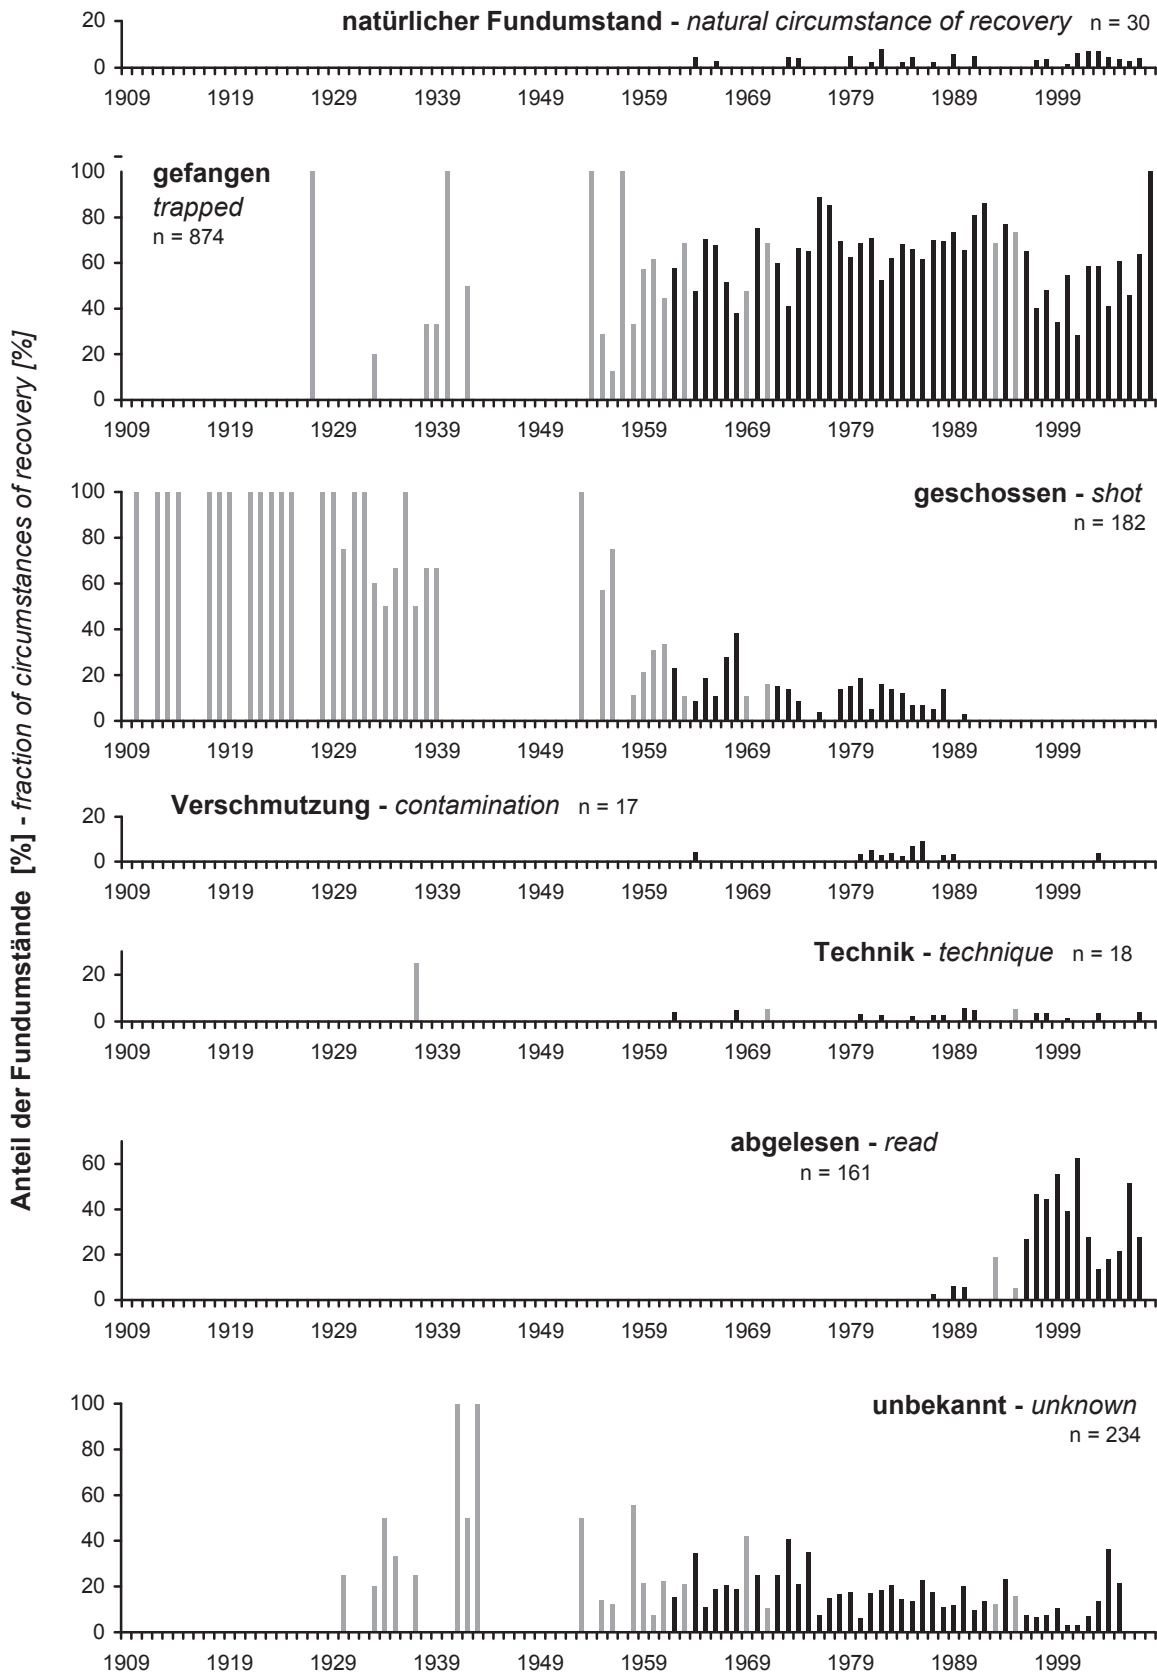 Anteil der Fundumstände [%] - fraction of circumstances of recovery [%]
natürlicher Fundumstand - natural circumstance of recovery n = 30
20
0
1909 1919 1929 1939 1949 1959 1969 1979 1989 1999
gefangen
trapped
n = 874
100
80
60
40
20
0
1909 1919 1929 1939 1949 1959 1969 1979 1989 1999
geschossen - shot
n = 182
100
80
60
40
20
0
1909 1919 1929 1939 1949 1959 1969 1979 1989 1999
Verschmutzung - contamination n = 17
20
0
1909 1919 1929 1939 1949 1959 1969 1979 1989 1999
Technik - technique n = 18
20
0
1909 1919 1929 1939 1949 1959 1969 1979 1989 1999
abgelesen - read
n = 161
60
40
20
0
1909 1919 1929 1939 1949 1959 1969 1979 1989 1999
unbekannt - unknown
n = 234
100
80
60
40
20
0
1909 1919 1929 1939 1949 1959 1969 1979 1989 1999